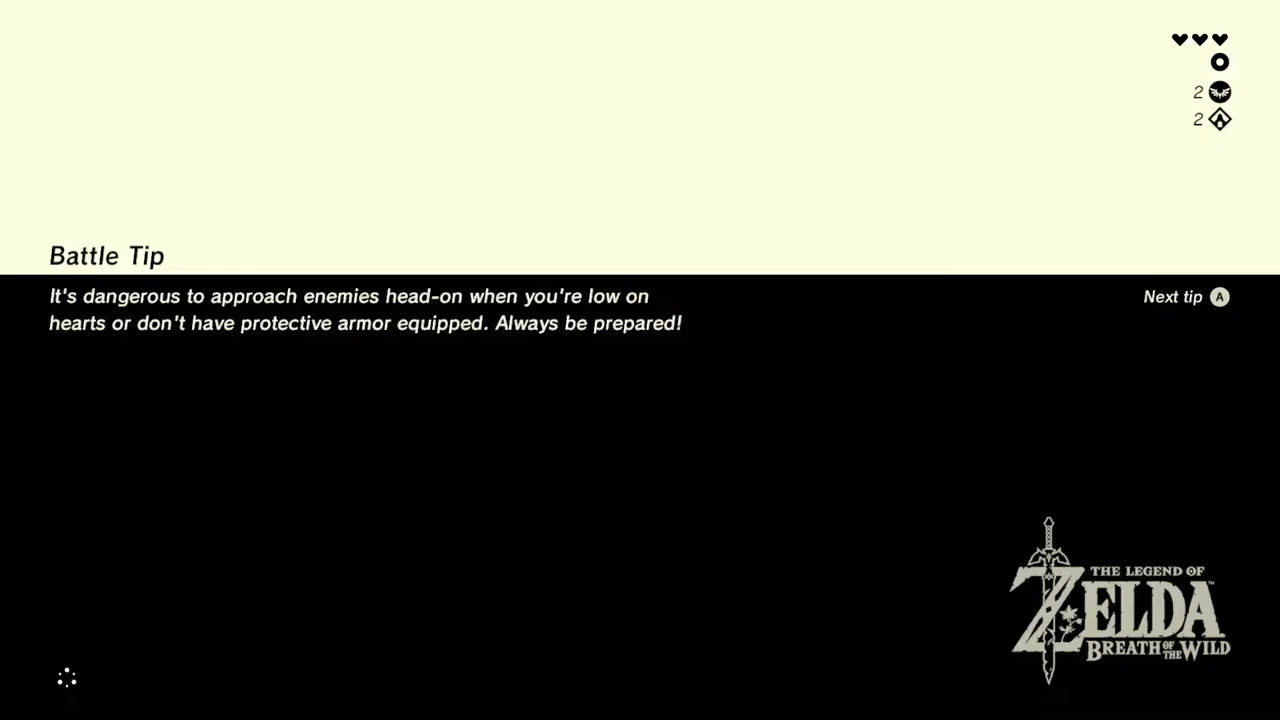 2
2
Battle Tip
It's dangerous to approach enemies head-on when you're low on
hearts or don't have protective armor equipped. Always be prepared!
Next tip A
THE LEGEND OF
ZELDA
BREATH OF THE WILD